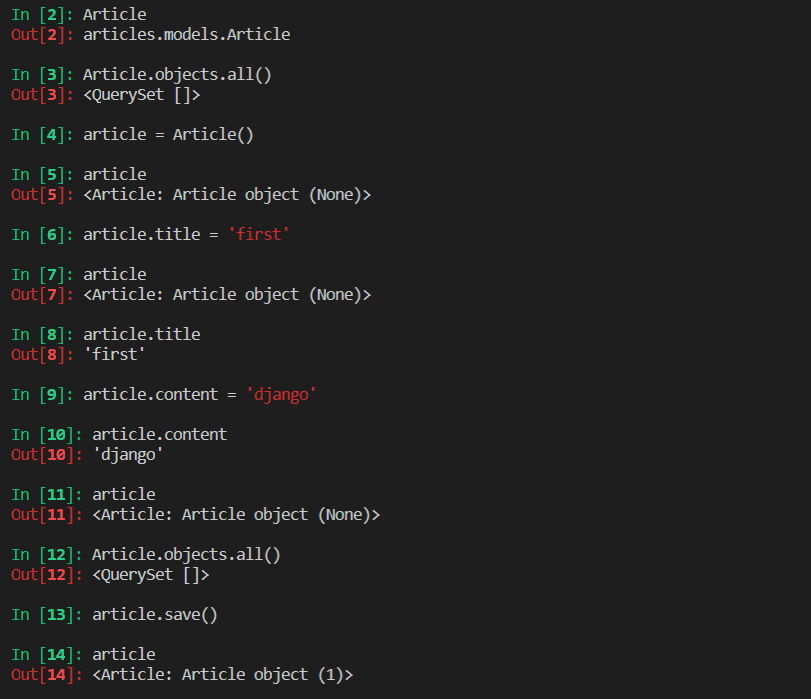 In [2]: Article
Out[2]: articles.models.Article
In [3]: Article.objects.all()
Out[3]: <QuerySet []>
In [4]: article = Article()
In [5]: article
Out[5]: <Article: Article object (None)>
In [6]: article.title = 'first'
In [7]: article
Out[7]: <Article: Article object (None)>
In [8]: article.title
Out[8]: 'first'
In [9]: article.content = 'django'
In [10]: article.content
Out[10]: 'django'
In [11]: article
Out[11]: <Article: Article object (None)>
In [12]: Article.objects.all()
Out[12]: <QuerySet []>
In [13]: article.save()
In [14]: article
Out[14]: <Article: Article object (1)>